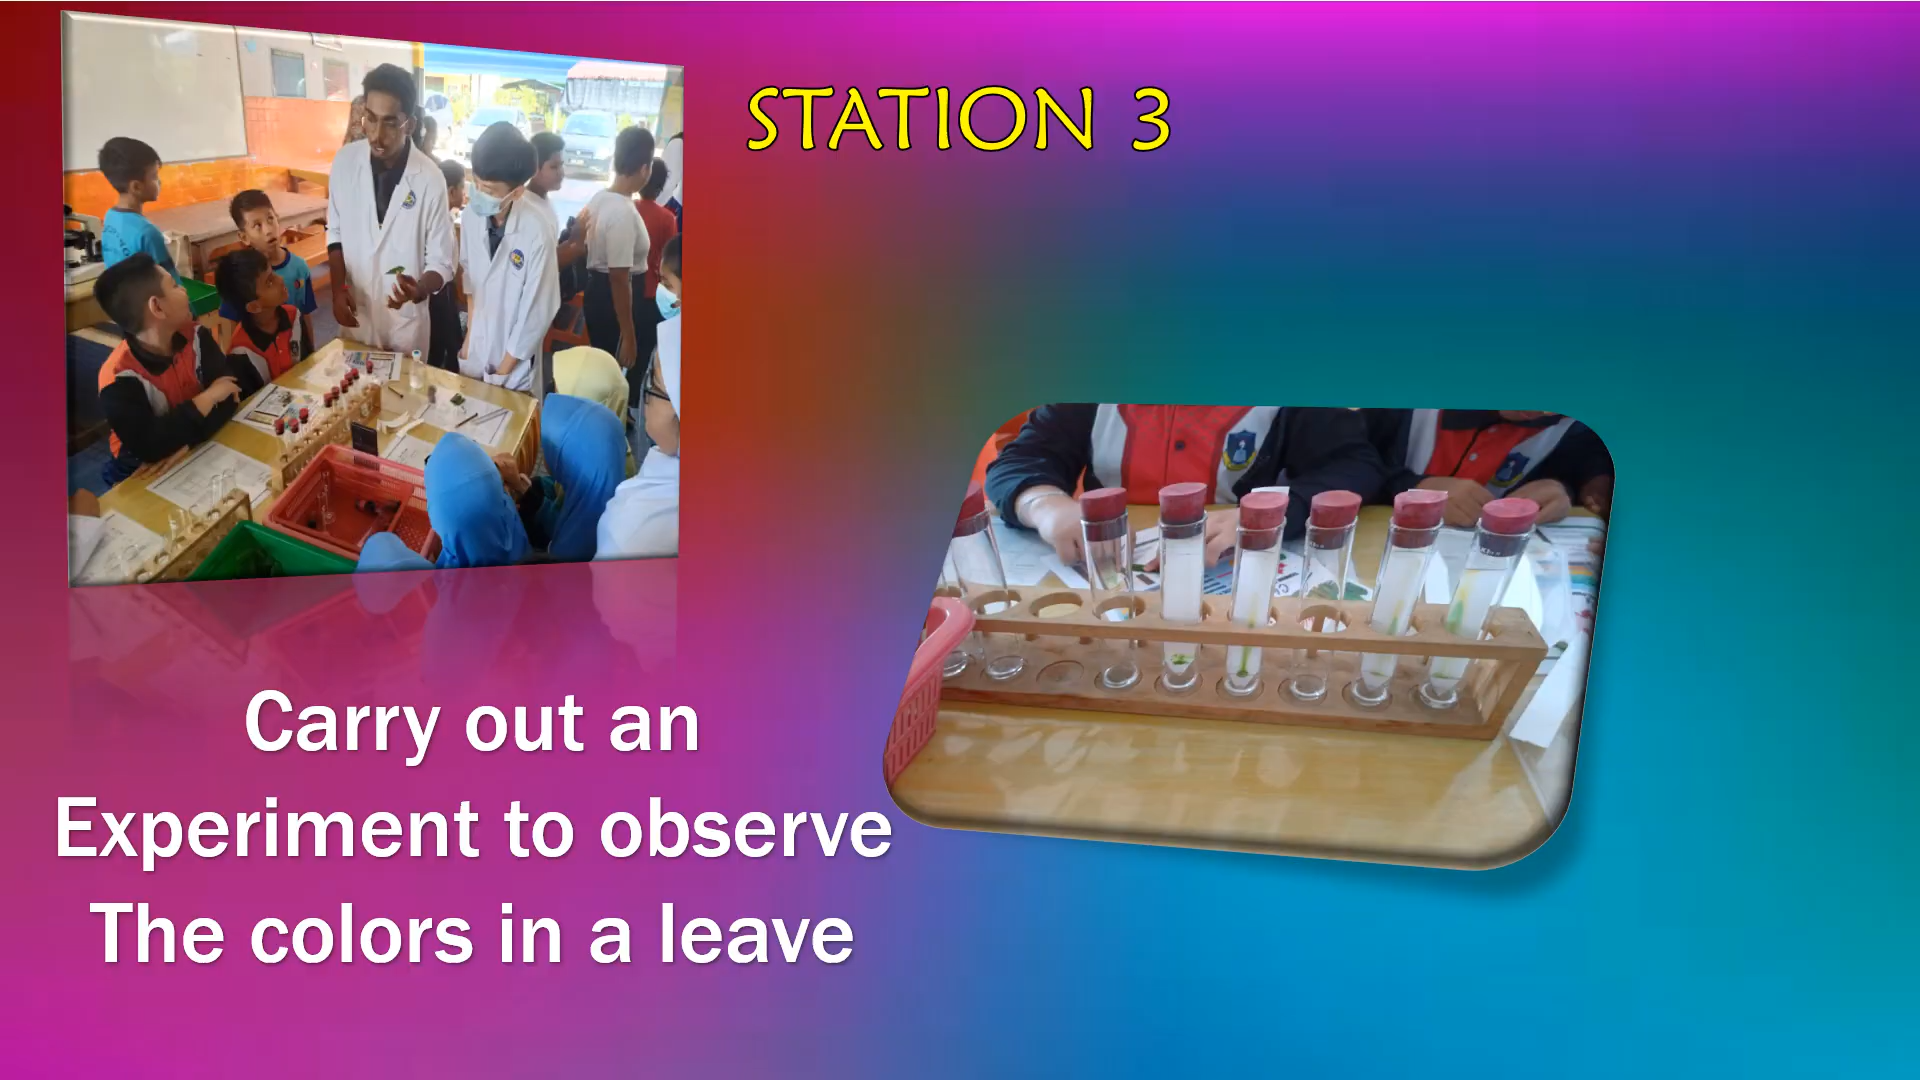 STATION 3
Carry out an
Experiment to observe
The colors in a leave